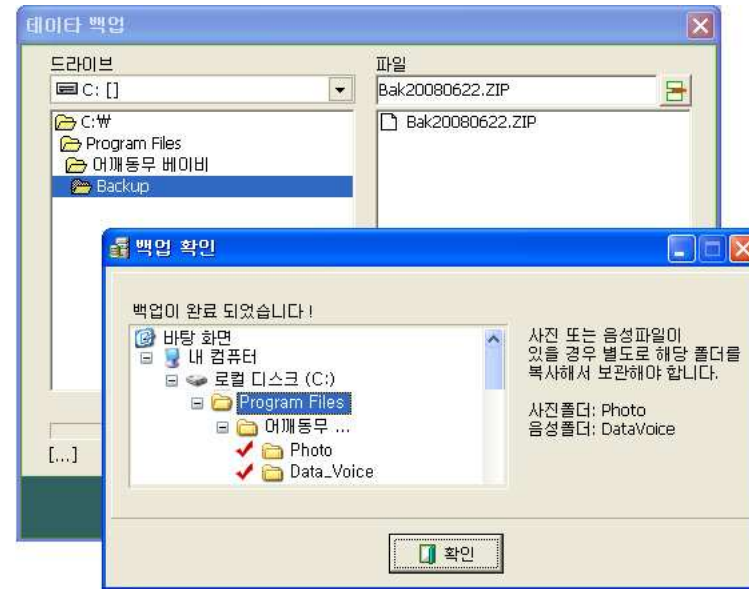 데이타 백업
드라이브
파일
C: []
Bak20080622.ZIP
C:₩
Program Files
어깨동무 베이비
Backup
Bak20080622.ZIP
백업 확인
백업이 완료 되었습니다!
바탕 화면
내 컴퓨터
로컬 디스크 (C:)
Program Files
어깨동무 ...
Photo
Data_Voice
사진 또는 음성파일이
있을 경우 별도로 해당 폴더를
복사해서 보관해야 합니다.
사진폴더: Photo
음성폴더: DataVoice
[...]
확인